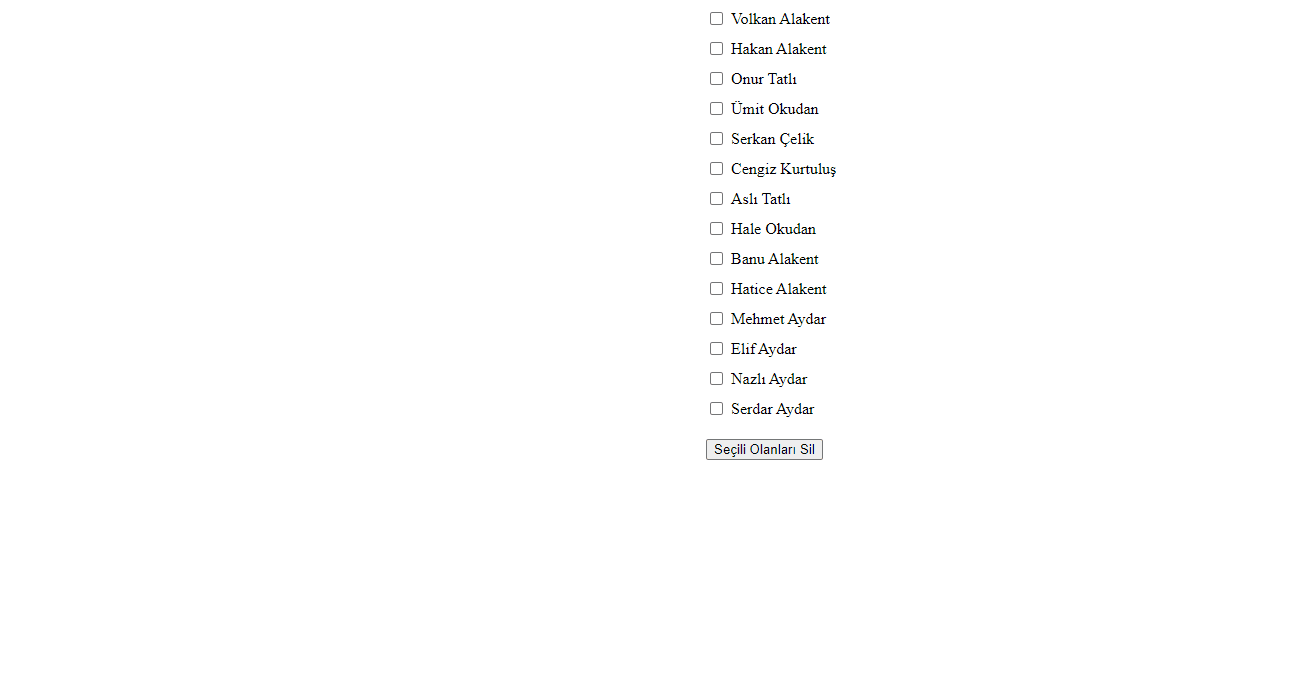 Volkan Alakent
Hakan Alakent
Onur Tatlı
Ümit Okudan
Serkan Çelik
Cengiz Kurtuluş
Aslı Tatlı
Hale Okudan
Banu Alakent
Hatice Alakent
Mehmet Aydar
Elif Aydar
Nazlı Aydar
Serdar Aydar
Seçili Olanları Sil